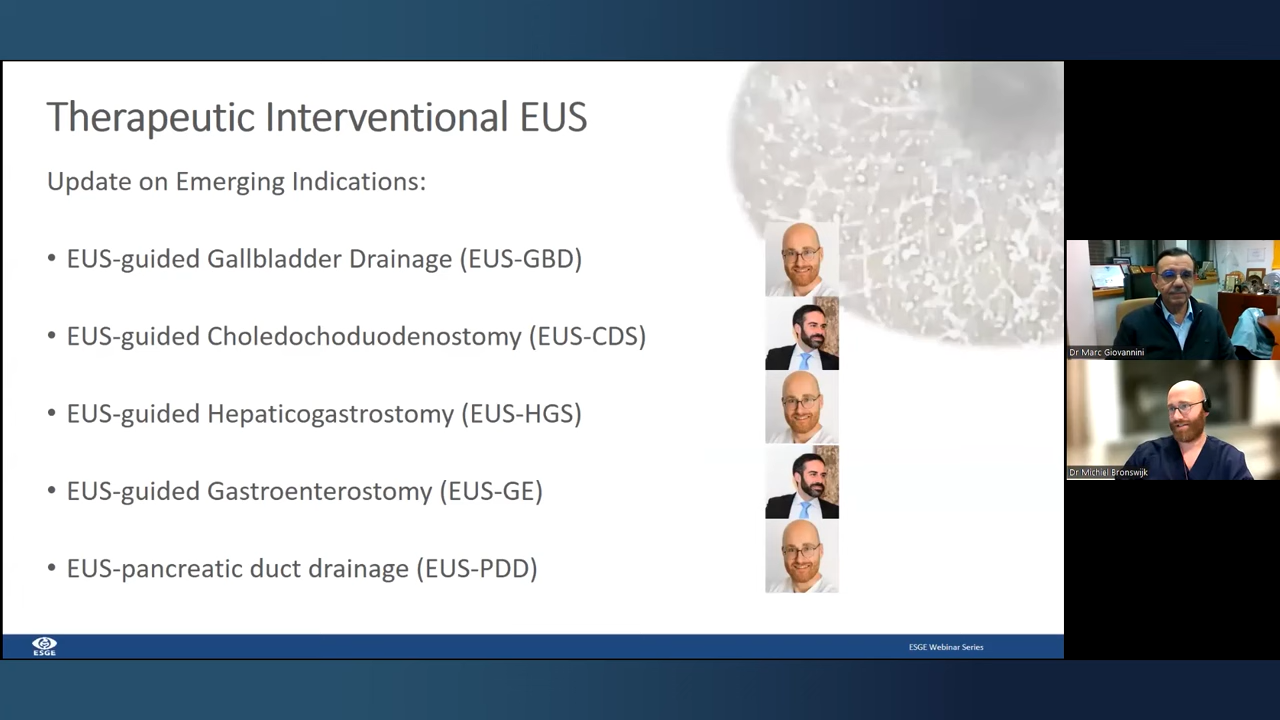 Therapeutic Interventional EUS
Update on Emerging Indications:
• EUS-guided Gallbladder Drainage (EUS-GBD)
• EUS-guided Choledochoduodenostomy (EUS-CDS)
• EUS-guided Hepaticogastrostomy (EUS-HGS)
• EUS-guided Gastroenterostomy (EUS-GE)
• EUS-pancreatic duct drainage (EUS-PDD)
ESGE
ESGE Webinar Series
Dr Marc Giovannini
Dr Michiel Bronswijk